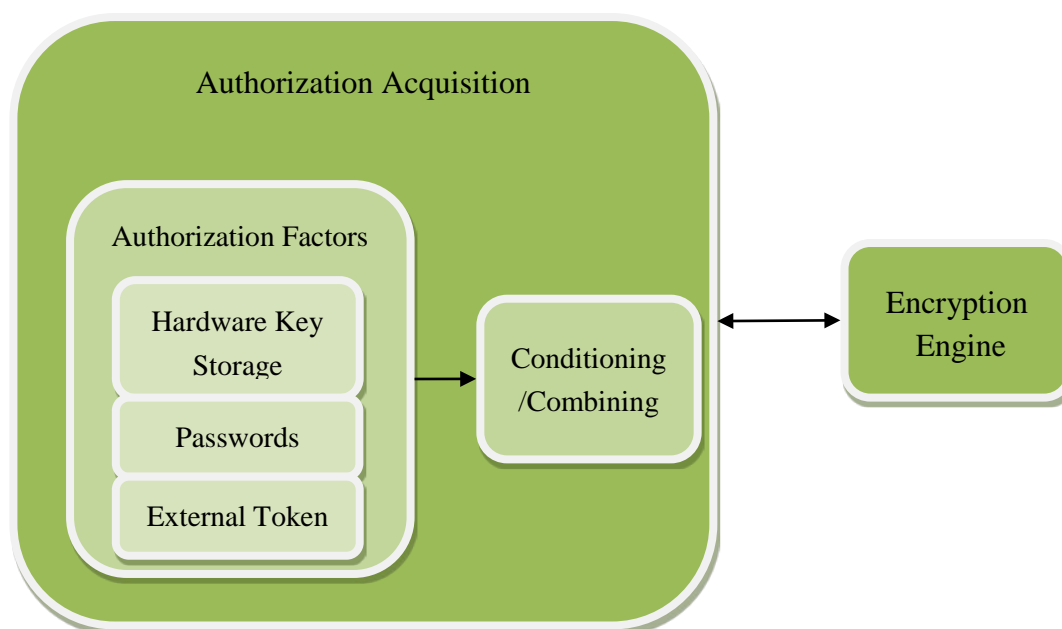 Authorization Acquisition
Authorization Factors
Hardware Key
Storage
Passwords
External Token
Conditioning
/Combining
Encryption
Engine